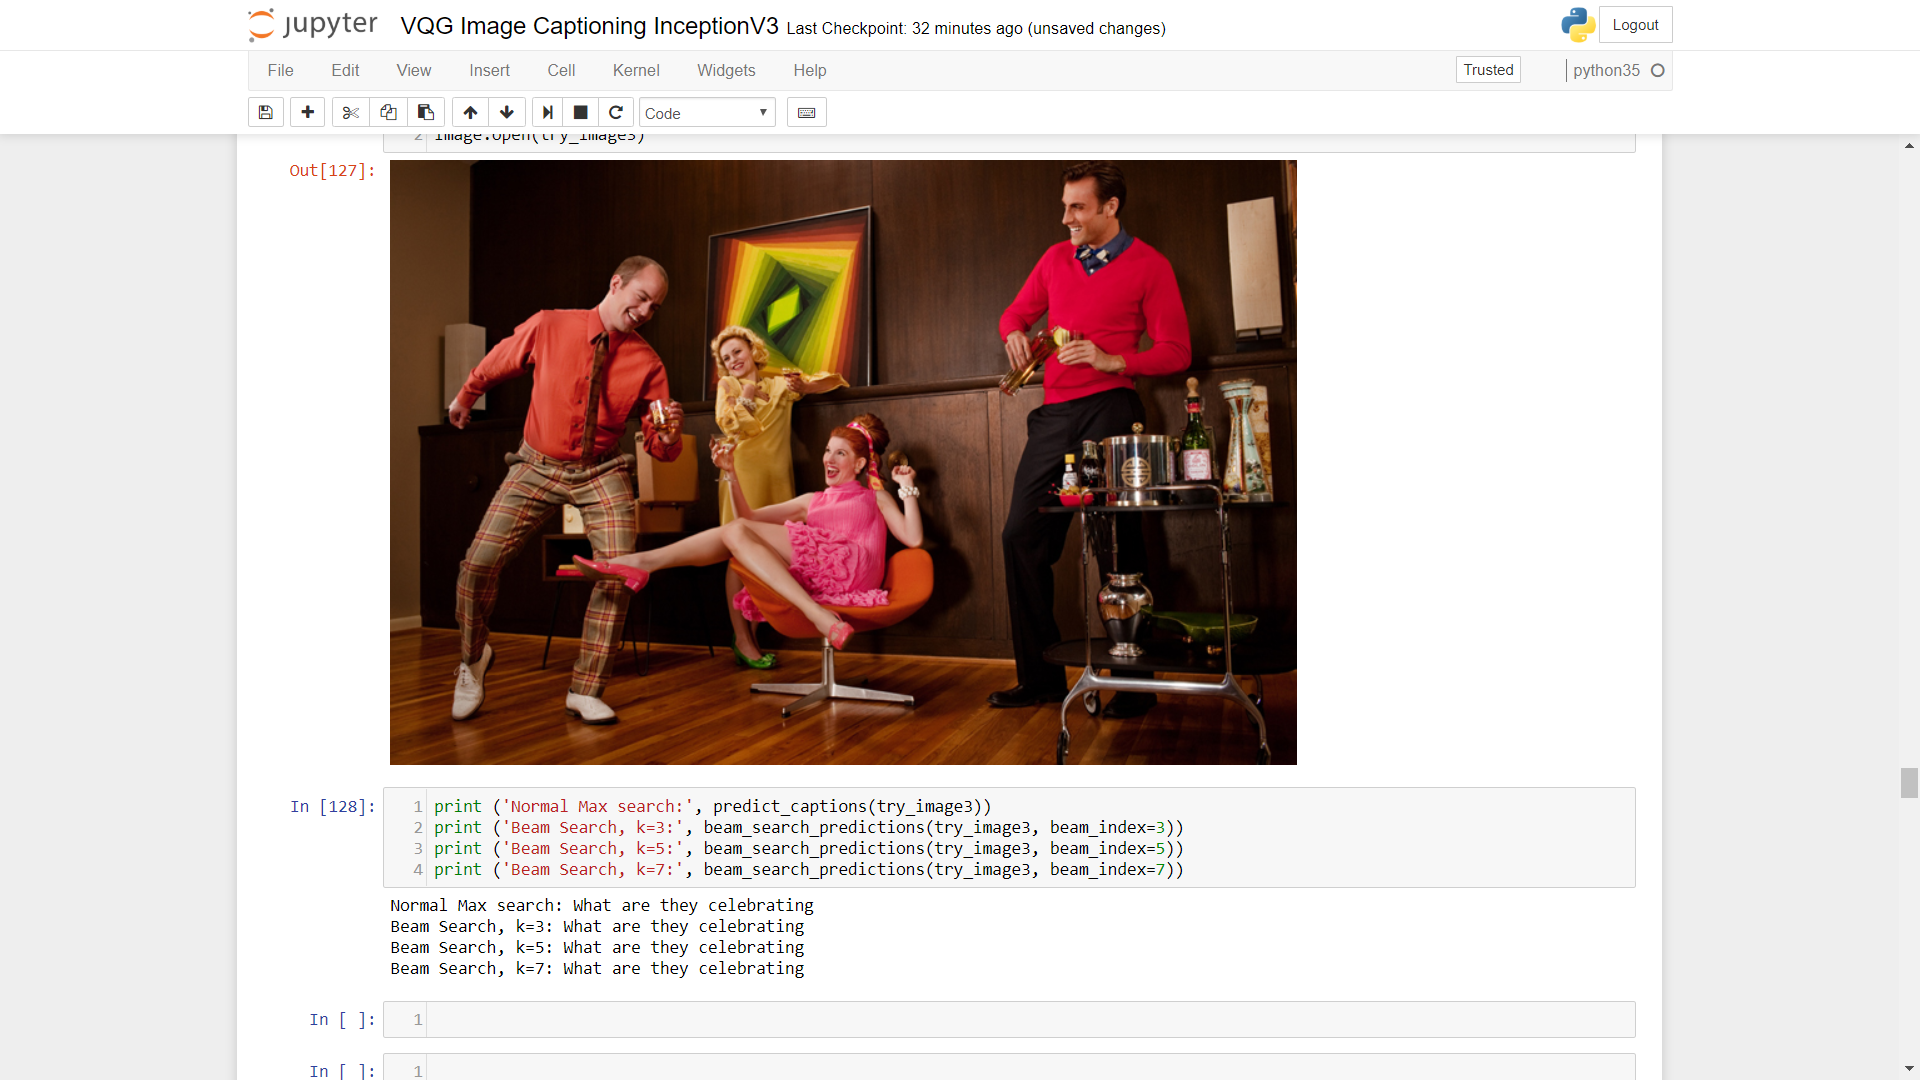 jupyter VQG Image Captioning InceptionV3 Last Checkpoint: 32 minutes ago (unsaved changes) Logout
File Edit View Insert Cell Kernel Widgets Help Trusted python35
Code
2 image.open(try_image3)
Out[127]:
In [128]: 1 print ('Normal Max search:', predict_captions(try_image3))
2 print ('Beam Search, k=3:', beam_search_predictions(try_image3, beam_index=3))
3 print ('Beam Search, k=5:', beam_search_predictions(try_image3, beam_index=5))
4 print ('Beam Search, k=7:', beam_search_predictions(try_image3, beam_index=7))
Normal Max search: What are they celebrating
Beam Search, k=3: What are they celebrating
Beam Search, k=5: What are they celebrating
Beam Search, k=7: What are they celebrating
In [ ]: 1
In [ ]: 1